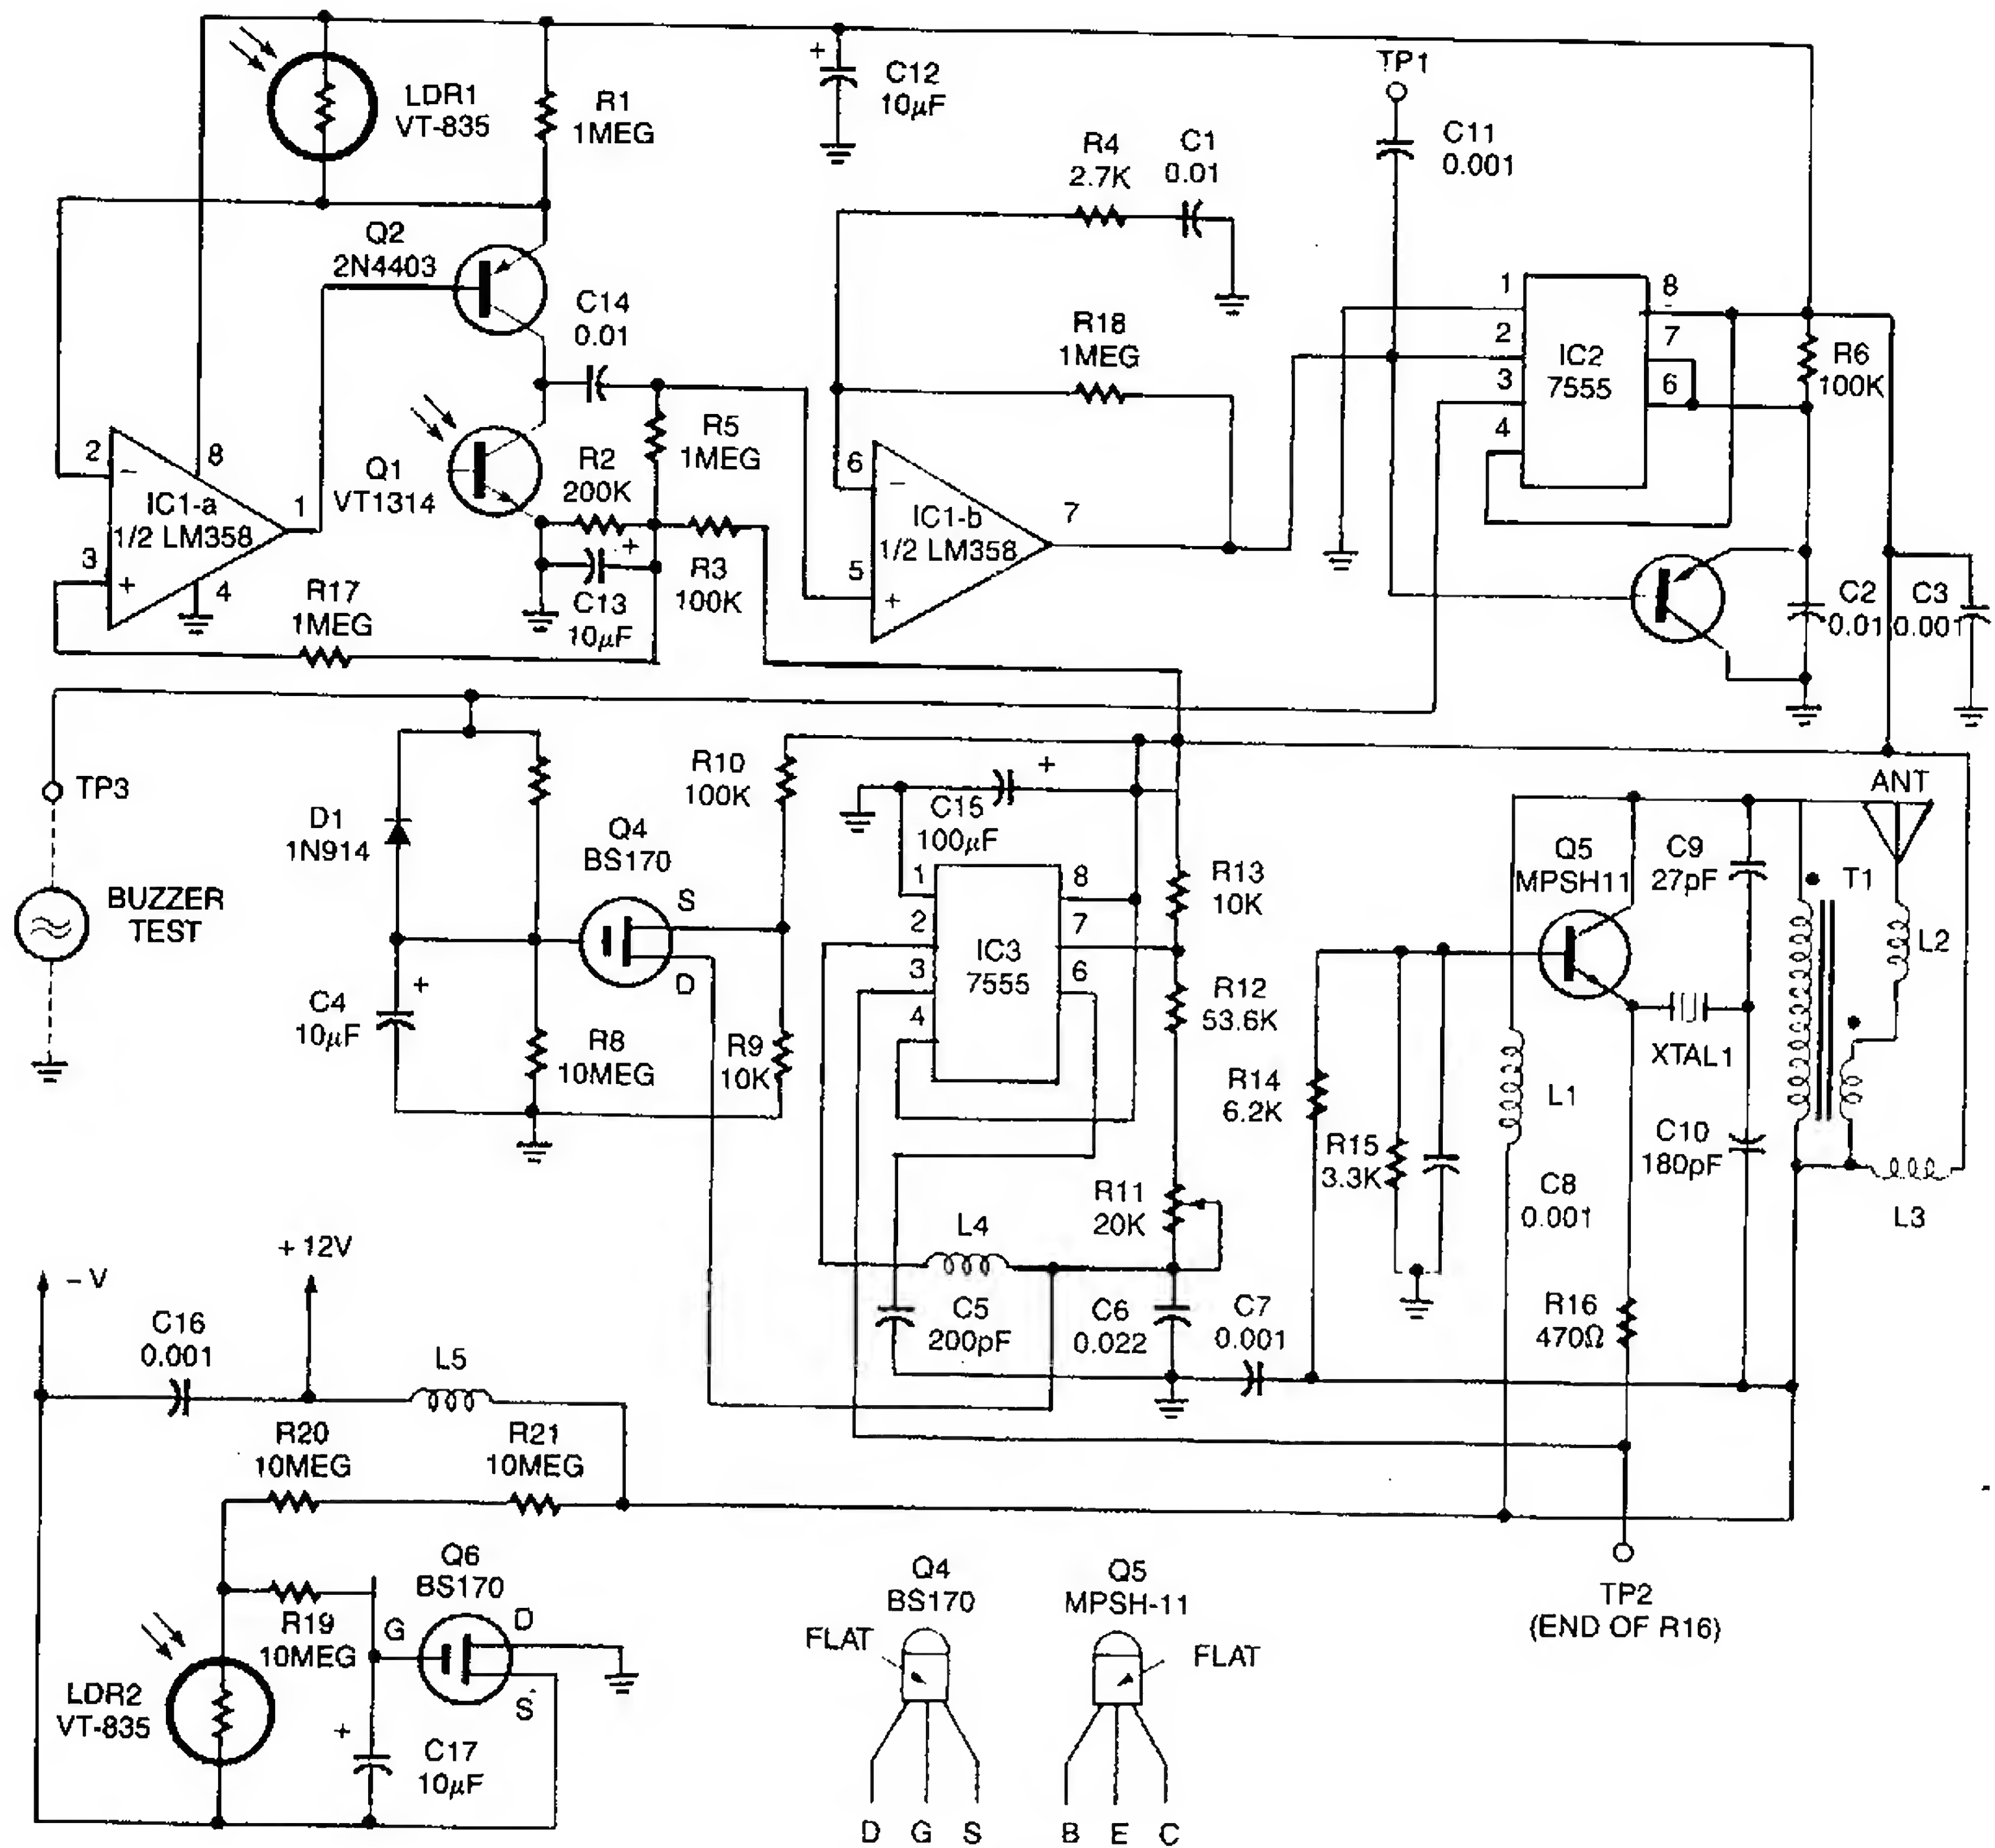 LDR1
VT-835
R1
1MEG
+
C12
10µF
TP1
C11
0.001
R4
2.7K
C1
0.01
Q2
2N4403
C14
0.01
R18
1MEG
1
2
3
4
IC2
7555
8
7
6
R6
100K
2
−
8
IC1-a
1/2 LM358
1
3
+
4
Q1
VT1314
R5
1MEG
R2
200K
+
R3
100K
C13
10µF
R17
1MEG
6
−
IC1-b
1/2 LM358
7
5
+
C2
0.01
C3
0.001
TP3
BUZZER
TEST
D1
1N914
Q4
BS170
S
D
R10
100K
C15
100µF
+
1
2
3
4
IC3
7555
8
7
6
R13
10K
R12
53.6K
C4
10µF
+
R8
10MEG
R9
10K
R11
20K
L4
C5
200pF
C6
0.022
C7
0.001
R14
6.2K
R15
3.3K
C8
0.001
L1
Q5
MPSH11
C9
27pF
XTAL1
C10
180pF
T1
ANT
L2
L3
R16
470Ω
TP2
(END OF R16)
−V
+12V
C16
0.001
L5
R20
10MEG
R21
10MEG
R19
10MEG
Q6
BS170
G
D
S
LDR2
VT-835
+
C17
10µF
Q4
BS170
FLAT
D G S
Q5
MPSH-11
FLAT
B E C